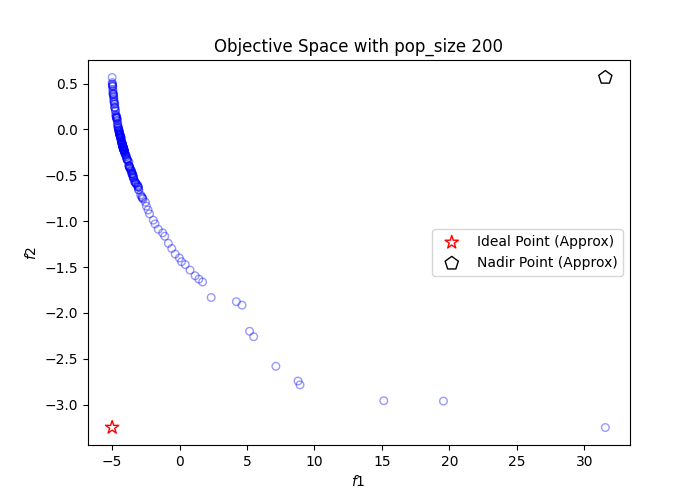 Objective Space with pop_size 200
0.5
0.0
−0.5
−1.0
−1.5
−2.0
−2.5
−3.0
f2
Ideal Point (Approx)
Nadir Point (Approx)
−5 0 5 10 15 20 25 30
f1